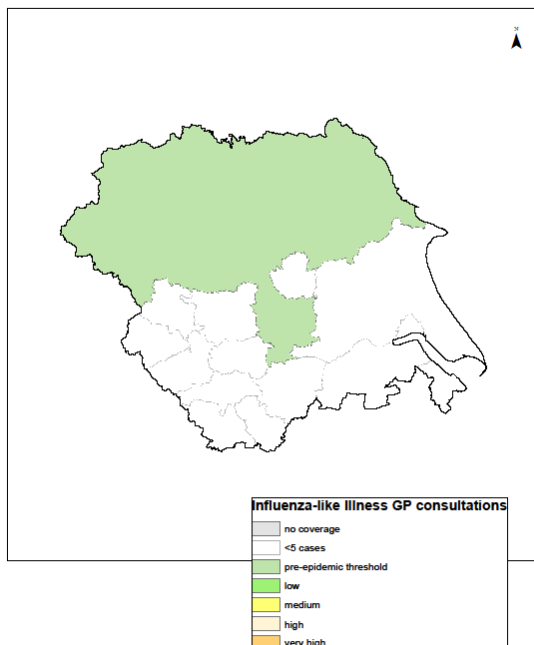 N
Influenza-like Illness GP consultations
no coverage
<5 cases
pre-epidemic threshold
low
medium
high
very high